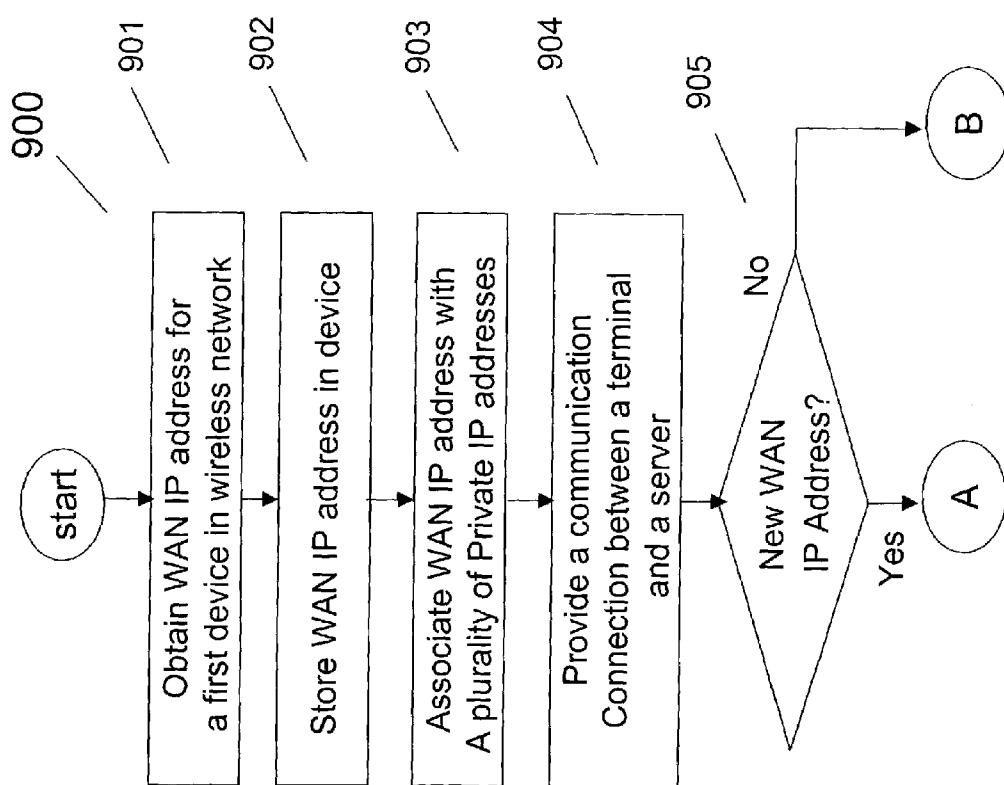 900
start
901
Obtain WAN IP address for
a first device in wireless network
902
Store WAN IP address in device
903
Associate WAN IP address with
A plurality of Private IP addresses
904
Provide a communication
Connection between a terminal
and a server
905
New WAN
IP Address?
No
Yes
A
B